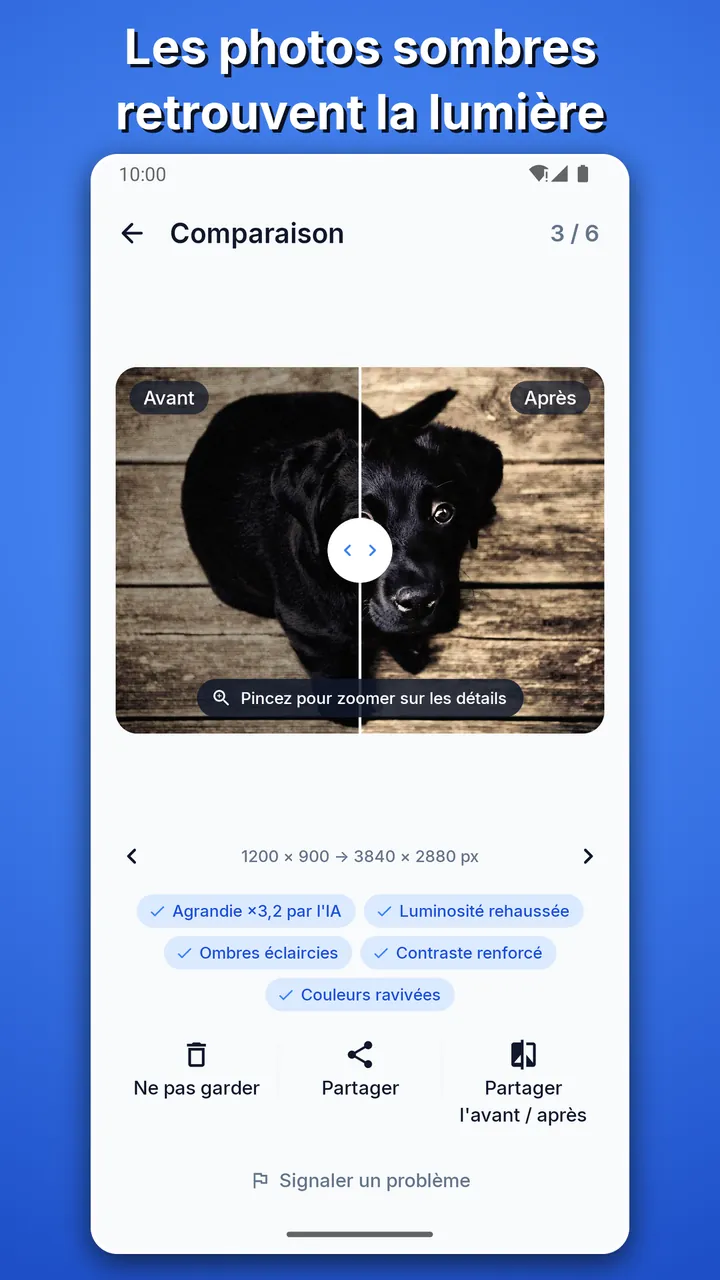 Les photos sombres
retrouvent la lumière
10:00
Comparaison
3 / 6
Avant
Après
Pincez pour zoomer sur les détails
1200 × 900 → 3840 × 2880 px
Agrandie ×3,2 par l'IA
Luminosité rehaussée
Ombres éclaircies
Contraste renforcé
Couleurs ravivées
Ne pas garder
Partager
Partager
l'avant / après
Signaler un problème